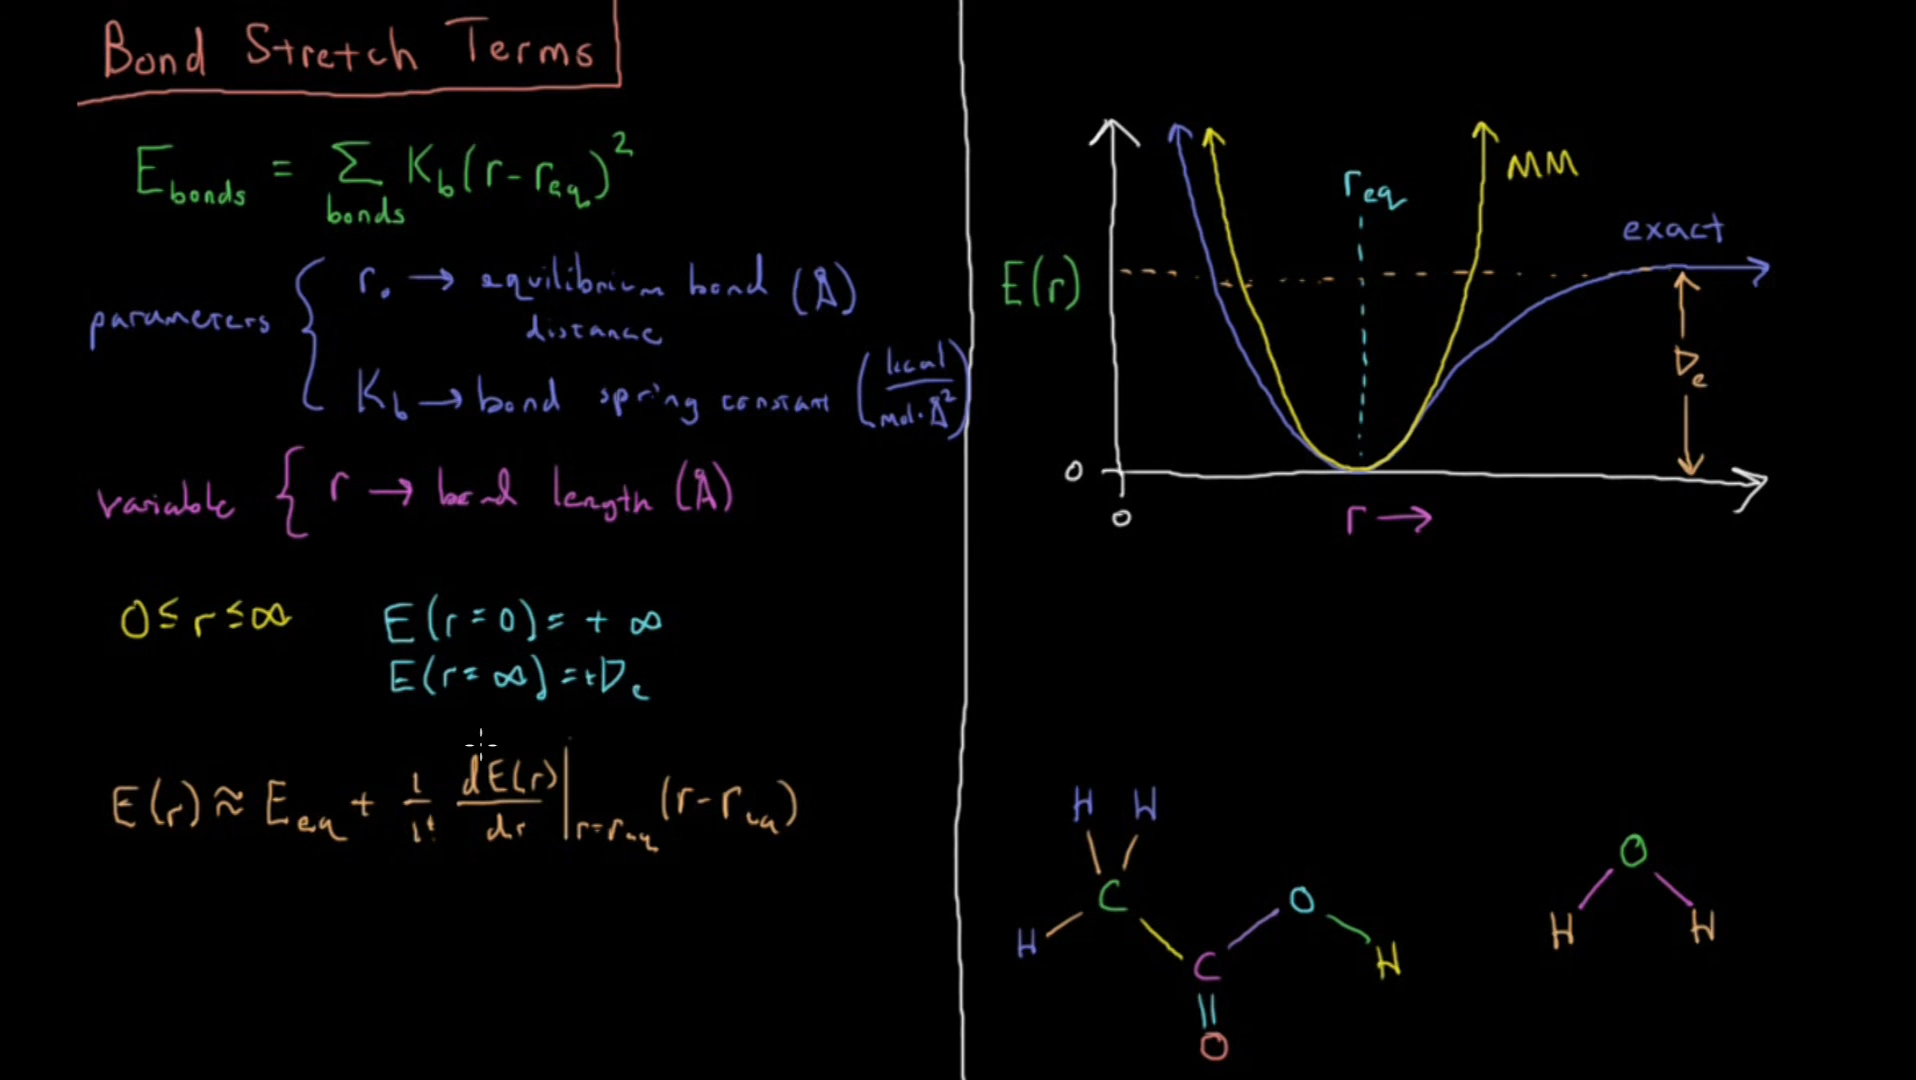 Bond Stretch Terms
E_bonds = Σ_bonds K_b (r - r_eq)²
parameters { r₀ → equilibrium bond distance (Å)
K_b → bond spring constant (kcal / mol · Å²)
variable { r → bond length (Å)
0 ≤ r ≤ ∞
E(r = 0) = + ∞
E(r = ∞) = + D_e
E(r) ≈ E_eq + 1/1! dE(r)/dr |_r=r_eq (r - r_eq)
E(r)
r_eq
MM
exact
D_e
0
0
r →
H H
H C O H
C
O
O
H H